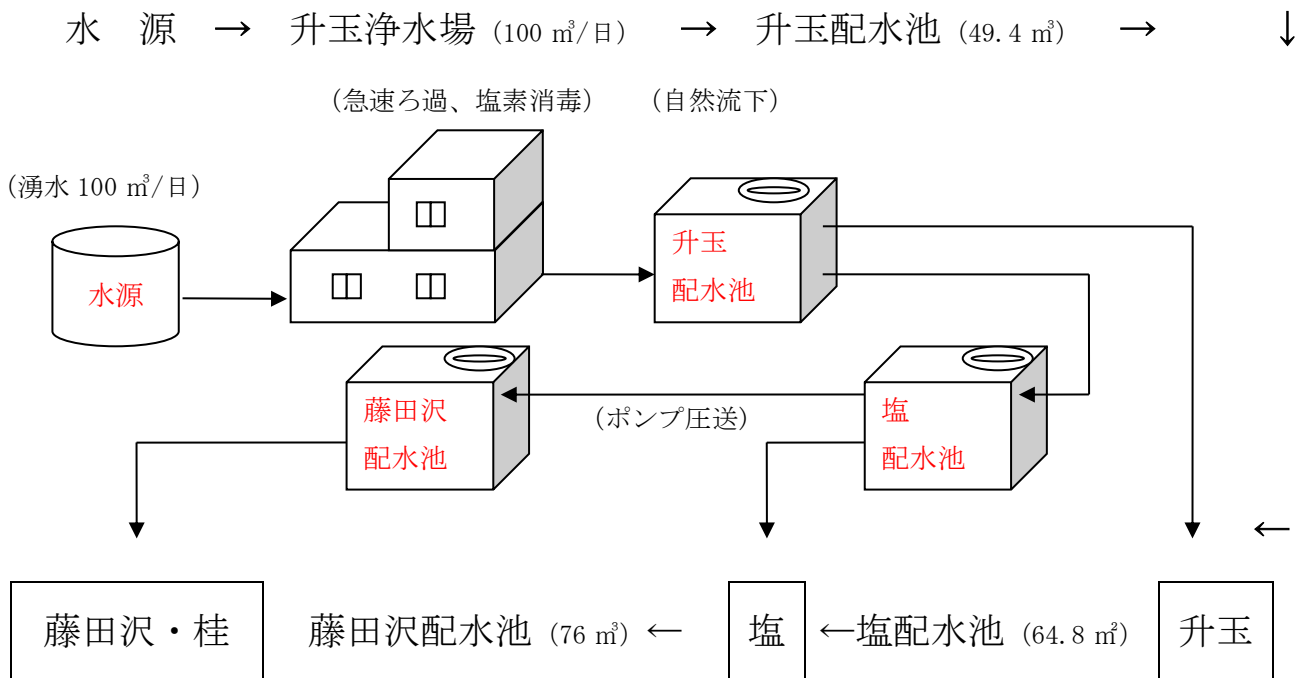 水　源　→　升玉浄水場（100 ㎥/日）　→　升玉配水池（49.4 ㎥）　→　↓
（急速ろ過、塩素消毒）　（自然流下）
（湧水 100 ㎥/日）
水源
升玉
配水池
藤田沢
配水池
（ポンプ圧送）
塩
配水池
←
藤田沢・桂　藤田沢配水池（76 ㎥）←　塩　←塩配水池（64.8 ㎡）　升玉